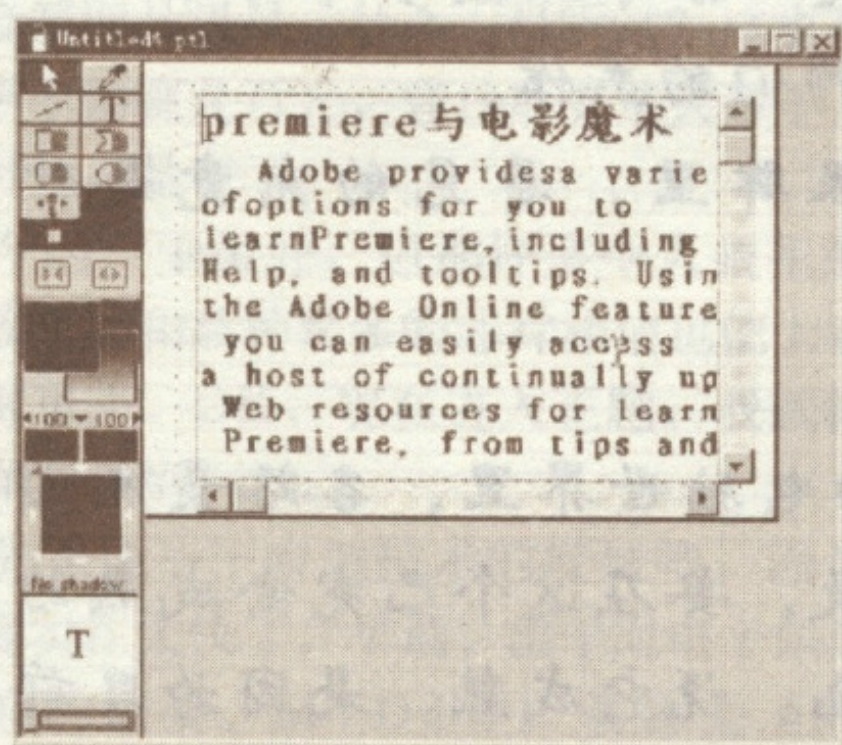 Untitled4.ptl
premiere与电影魔术
Adobe providesa varie
ofoptions for you to
learnPremiere, including
Help, and tooltips. Usin
the Adobe Online feature
you can easily access
a host of continually up
Web resources for learn
Premiere, from tips and
100 100
No shadow
T